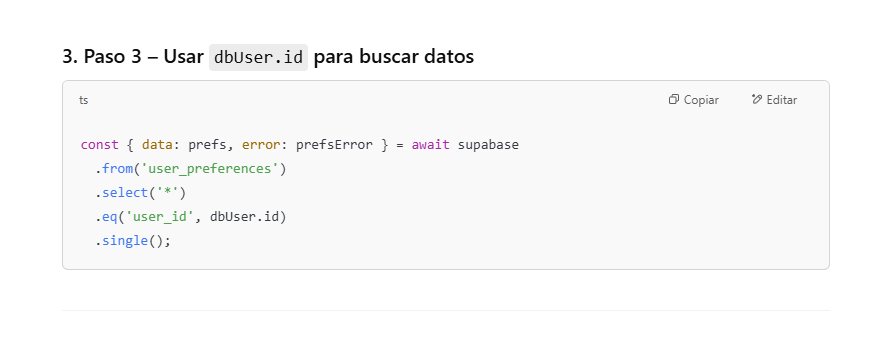 3. Paso 3 – Usar dbUser.id para buscar datos
ts
Copiar
Editar
const { data: prefs, error: prefsError } = await supabase
.from('user_preferences')
.select('*')
.eq('user_id', dbUser.id)
.single();